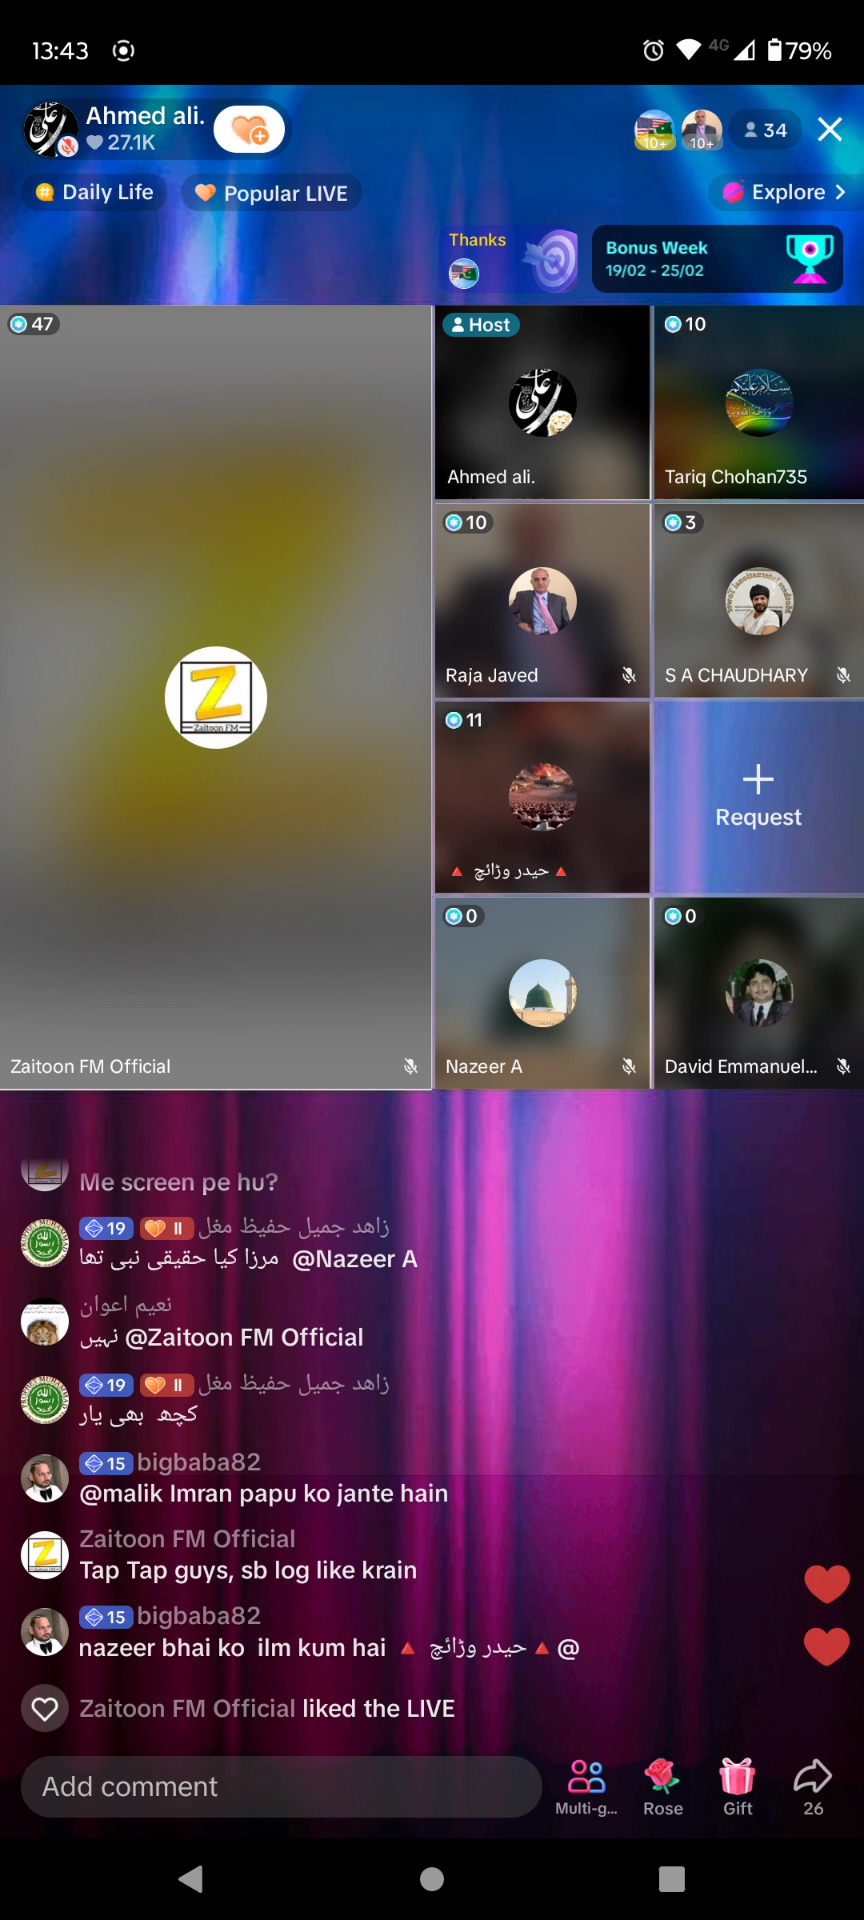 13:43
4G
79%
Ahmed ali.
27.1K
10+
10+
34
Daily Life
Popular LIVE
Explore
Thanks
Bonus Week
19/02 - 25/02
47
Host
Ahmed ali.
10
Tariq Chohan735
10
Raja Javed
3
S A CHAUDHARY
11
🔺 حیدر وڑائچ 🔺
Request
Z
Zaitoon FM
Zaitoon FM Official
0
Nazeer A
0
David Emmanuel...
Me screen pe hu?
19 II زاھد جمیل حفیظ مغل
مرزا کیا حقیقی نبی تھا @Nazeer A
نعیم اعوان
نہیں @Zaitoon FM Official
19 II زاھد جمیل حفیظ مغل
کچھ بھی یار
15 bigbaba82
@malik Imran papu ko jante hain
Zaitoon FM Official
Tap Tap guys, sb log like krain
15 bigbaba82
nazeer bhai ko ilm kum hai 🔺 حیدر وڑائچ 🔺@
Zaitoon FM Official liked the LIVE
Add comment
Multi-g...
Rose
Gift
26